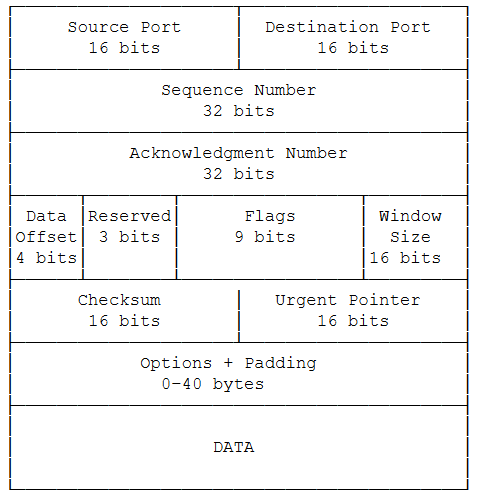 Source Port Destination Port
16 bits 16 bits
Sequence Number
32 bits
Acknowledgment Number
32 bits
Data Reserved Flags Window
Offset 3 bits 9 bits Size
4 bits 16 bits
Checksum Urgent Pointer
16 bits 16 bits
Options + Padding
0-40 bytes
DATA